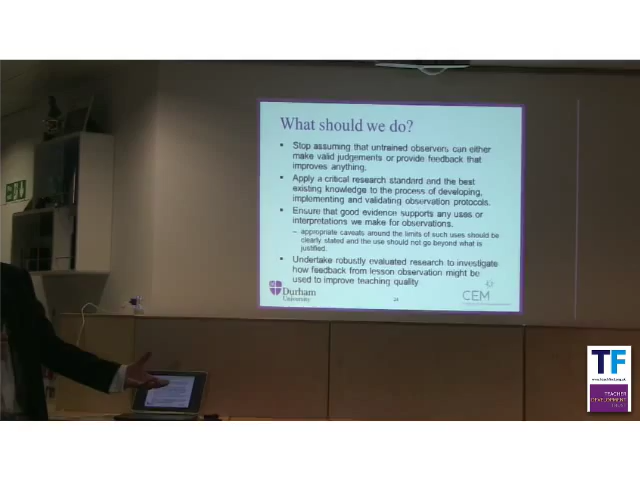 What should we do?
• Stop assuming that untrained observers can either
make valid judgements or provide feedback that
improves anything.
• Apply a critical research standard and the best
existing knowledge to the process of developing,
implementing and validating observation protocols.
• Ensure that good evidence supports any uses or
interpretations we make for observations.
– appropriate caveats around the limits of such uses should be
clearly stated and the use should not go beyond what is
justified.
• Undertake robustly evaluated research to investigate
how feedback from lesson observation might be
used to improve teaching quality
Durham
University
CEM
TF
TEACHER
DEVELOPMENT
TRUST